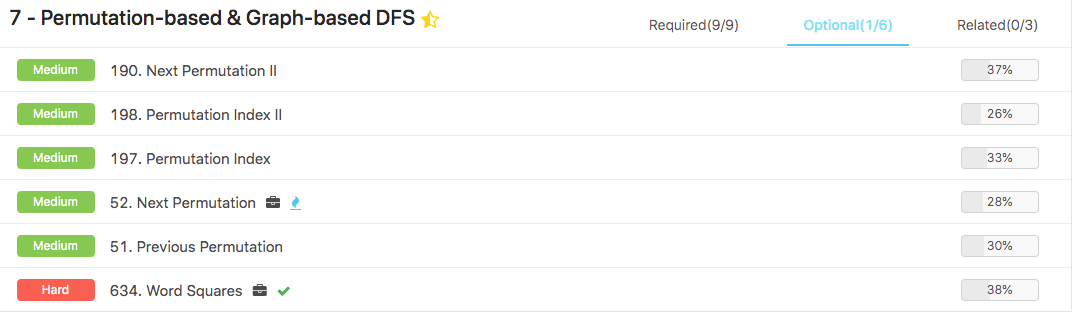 7 - Permutation-based & Graph-based DFS Required(9/9) Optional(1/6) Related(0/3)
Medium 190. Next Permutation II 37%
Medium 198. Permutation Index II 26%
Medium 197. Permutation Index 33%
Medium 52. Next Permutation 28%
Medium 51. Previous Permutation 30%
Hard 634. Word Squares 38%